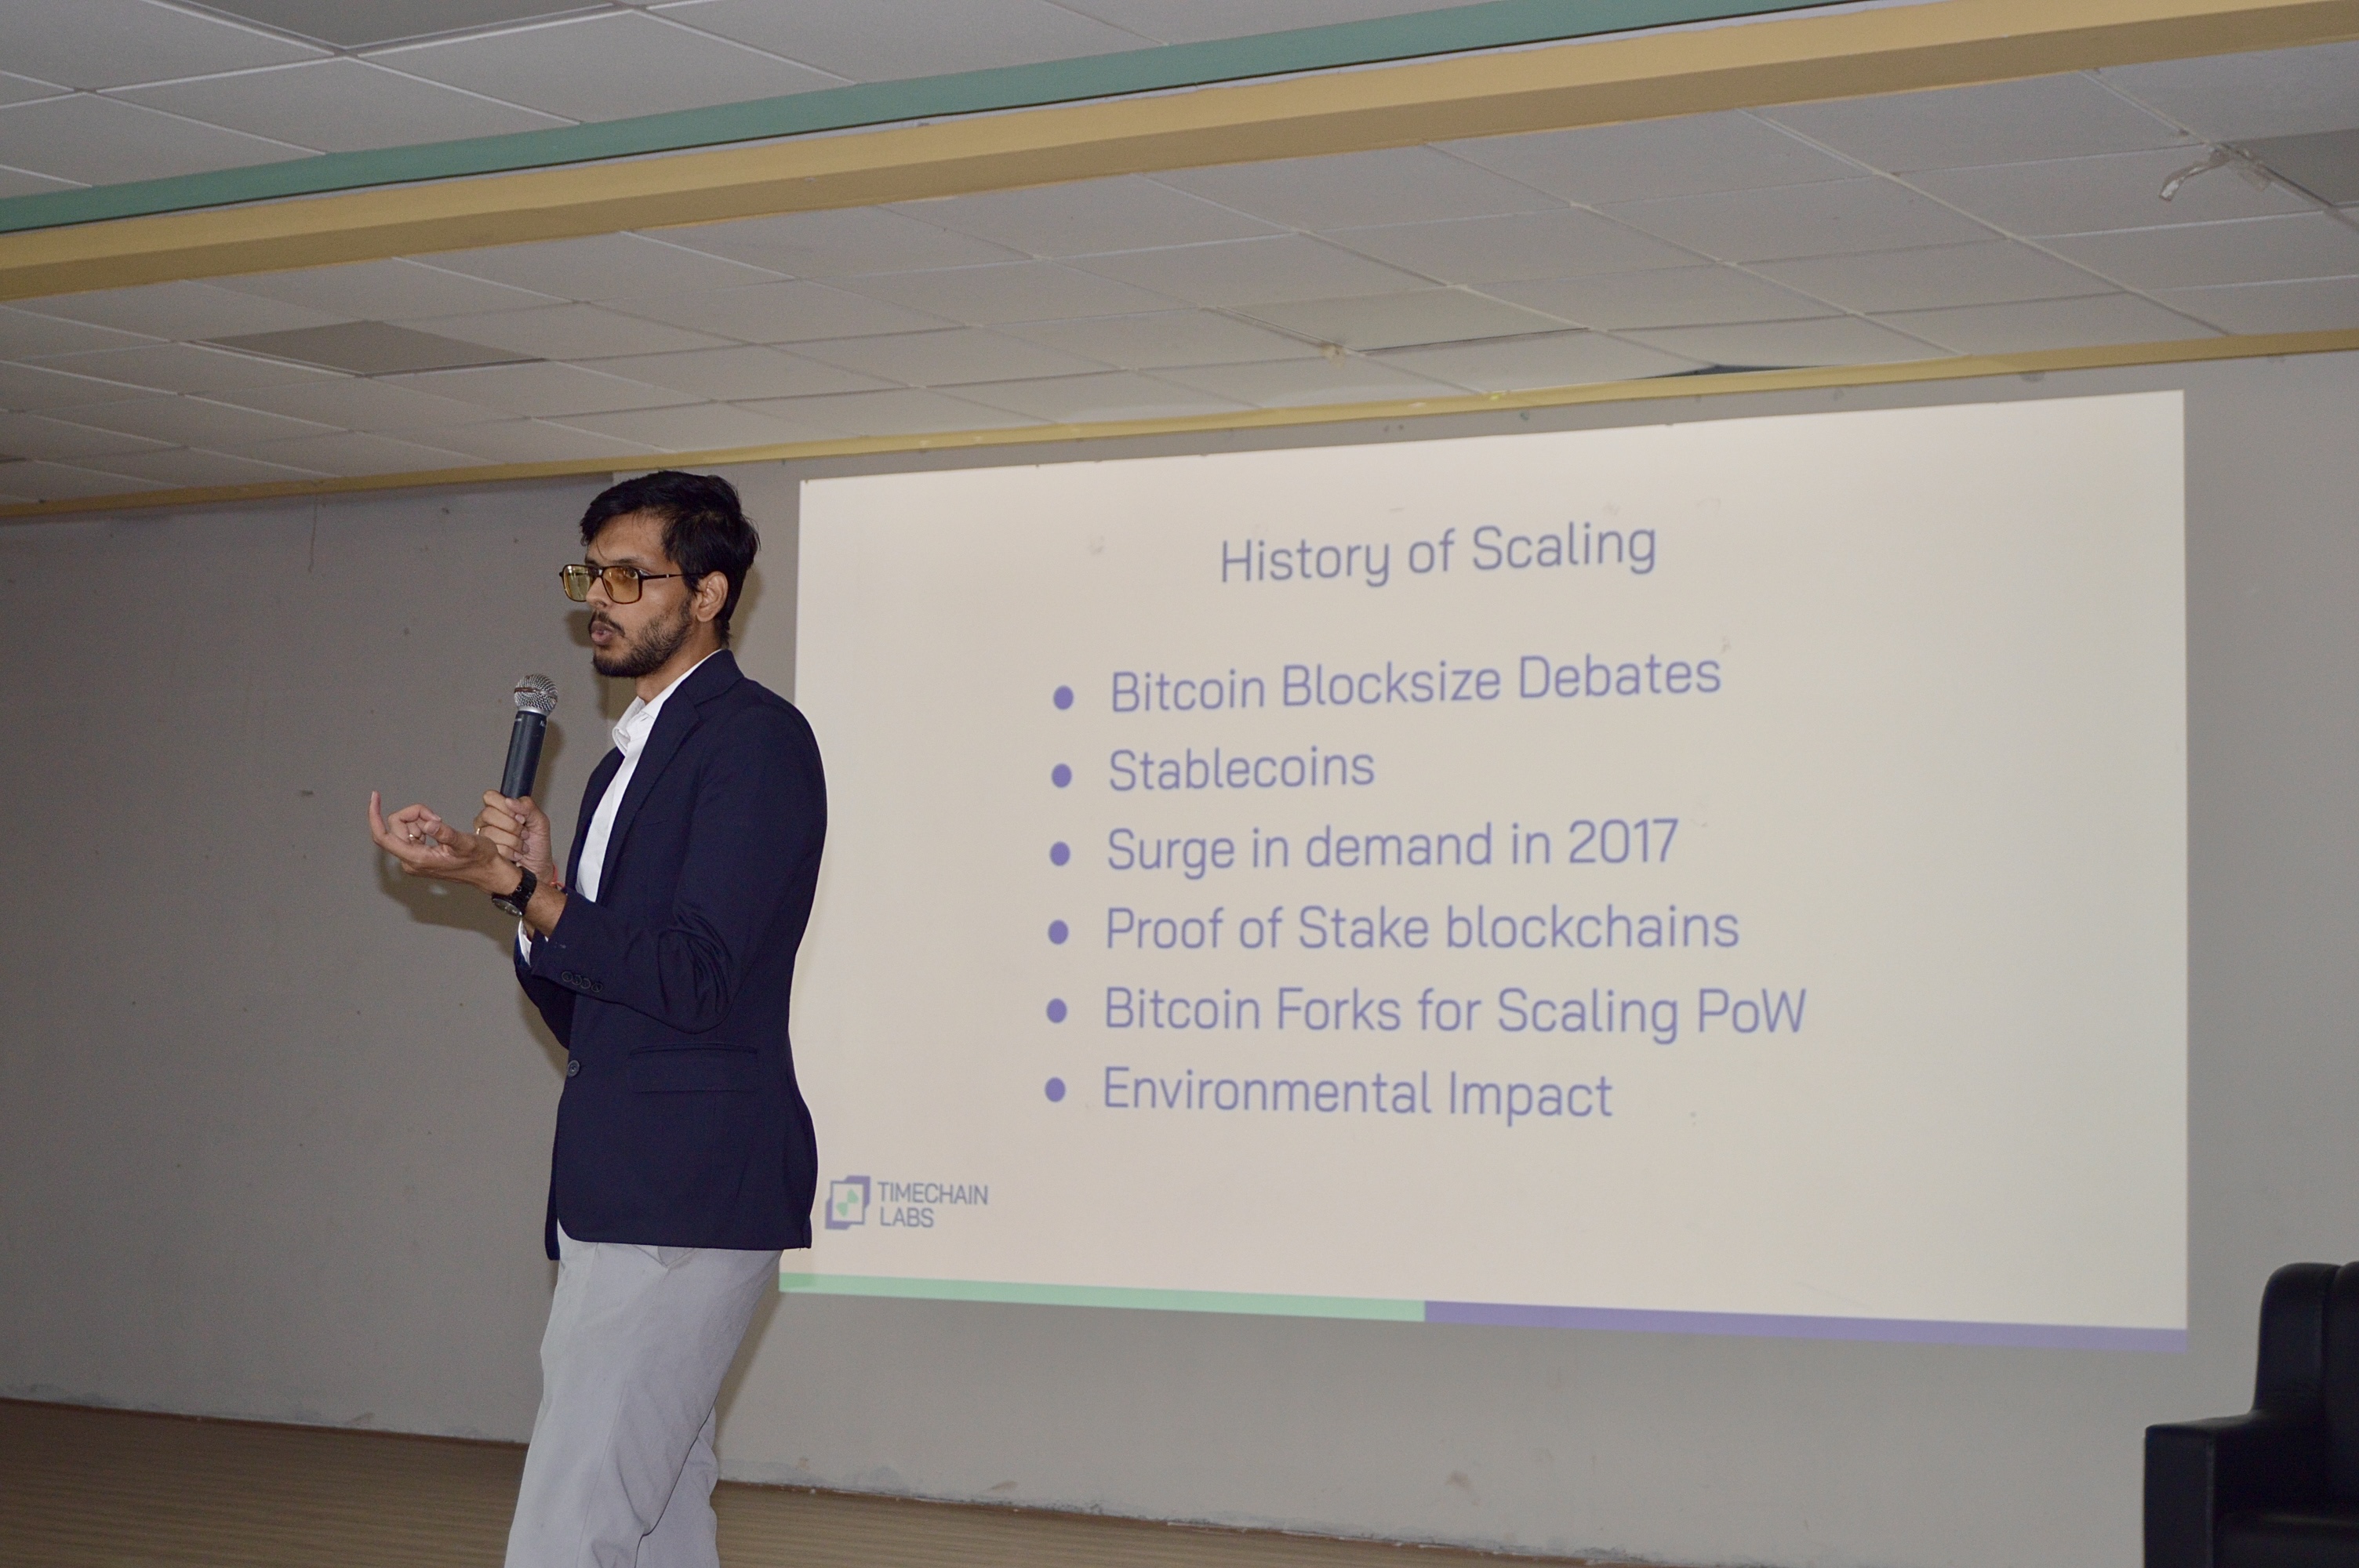 History of Scaling
Bitcoin Blocksize Debates
Stablecoins
Surge in demand in 2017
Proof of Stake blockchains
Bitcoin Forks for Scaling PoW
Environmental Impact
TIMECHAIN
LABS